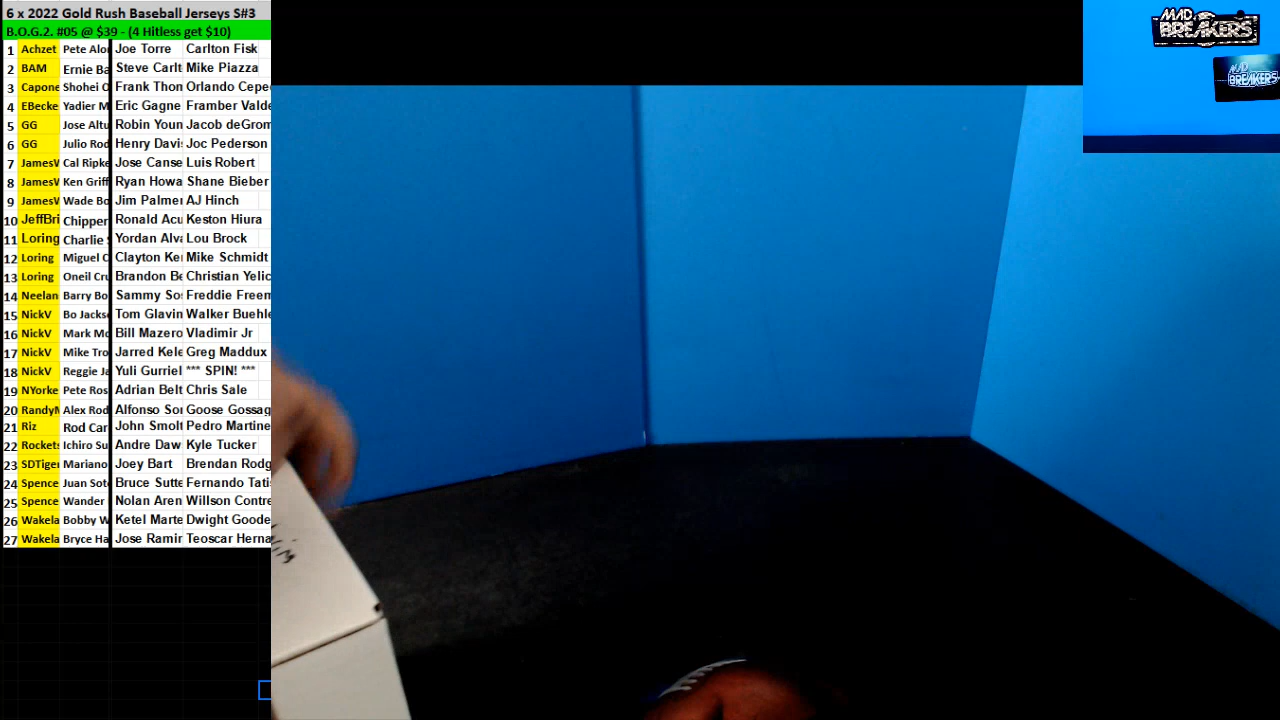 6 x 2022 Gold Rush Baseball Jerseys S#3
B.O.G.2. #05 @ $39 - (4 Hitless get $10)
1 Achzet Pete Alo Joe Torre Carlton Fisk
2 BAM Ernie Ba Steve Carlt Mike Piazza
3 Capone Shohei O Frank Thon Orlando Cepe
4 EBecke Yadier M Eric Gagne Framber Valde
5 GG Jose Altu Robin Youn Jacob deGrom
6 GG Julio Rod Henry Davis Joc Pederson
7 JamesW Cal Ripke Jose Canse Luis Robert
8 JamesW Ken Griff Ryan Howa Shane Bieber
9 JamesW Wade Bo Jim Palmer AJ Hinch
10 JeffBri Chipper Ronald Acu Keston Hiura
11 Loring Charlie Yordan Alva Lou Brock
12 Loring Miguel C Clayton Ke Mike Schmidt
13 Loring Oneil Cru Brandon Be Christian Yelic
14 Neelan Barry Bo Sammy So Freddie Freem
15 NickV Bo Jackso Tom Glavin Walker Buehle
16 NickV Mark Mc Bill Mazero Vladimir Jr
17 NickV Mike Tro Jarred Kele Greg Maddux
18 NickV Reggie Ja Yuli Gurriel *** SPIN! ***
19 NYorke Pete Ros Adrian Belt Chris Sale
20 RandyM Alex Rod Alfonso Sor Goose Gossag
21 Riz Rod Car John Smolt Pedro Martine
22 Rockets Ichiro Su Andre Daw Kyle Tucker
23 SDTiger Mariano Joey Bart Brendan Rodg
24 Spence Juan Soto Bruce Sutte Fernando Tatis
25 Spence Wander Nolan Aren Willson Contre
26 Wakela Bobby W Ketel Marte Dwight Goode
27 Wakela Bryce Ha Jose Ramir Teoscar Herna
MAD
BREAKERS
MAD
BREAKERS